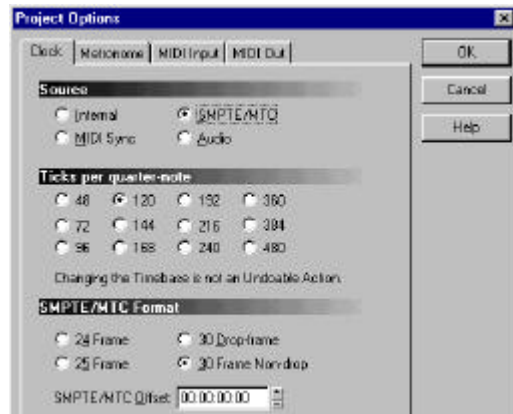 Project Options
Clock Metronome MIDI Input MIDI Out
OK
Cancel
Help
Source
Internal SMPTE/MTC
MIDI Sync Audio
Ticks per quarter-note
48 120 192 360
72 144 216 384
96 168 240 480
Changing the Timebase is not an Undoable Action.
SMPTE/MTC Format
24 Frame 30 Drop-frame
25 Frame 30 Frame Non-drop
SMPTE/MTC Offset: 00:00:00:00